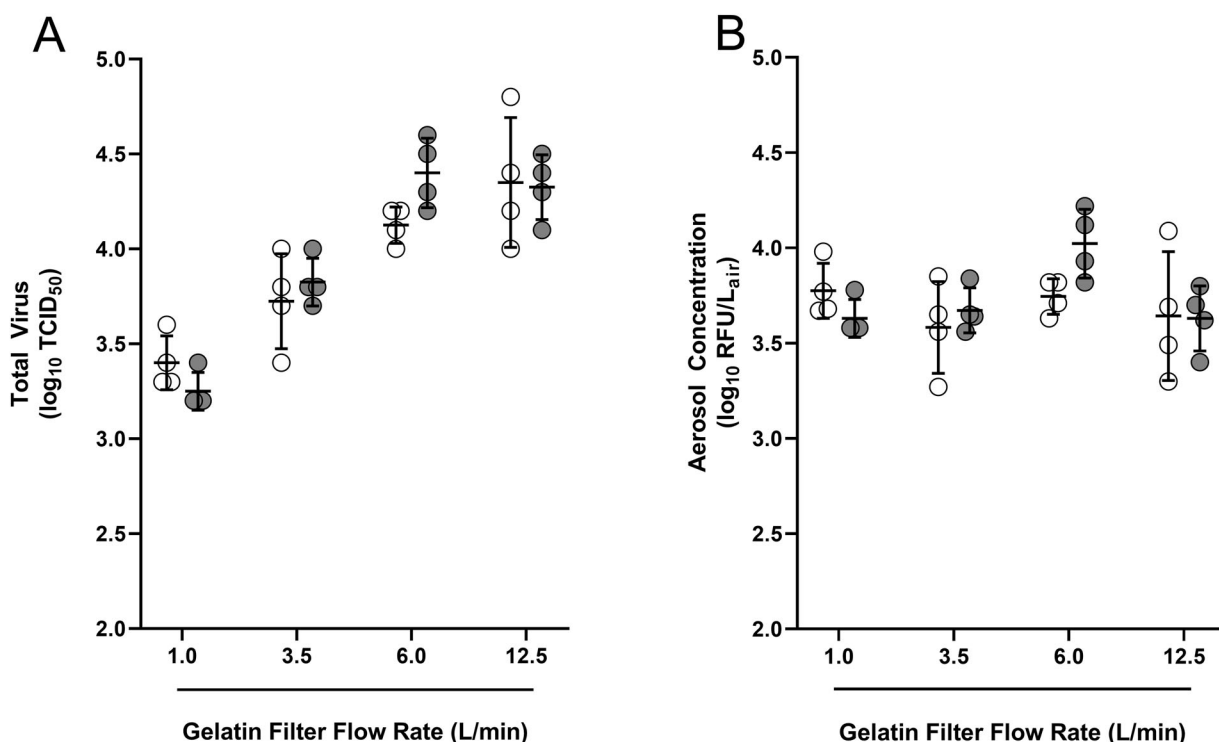 A
Total Virus
(log10 TCID50)
5.0
4.5
4.0
3.5
3.0
2.5
2.0
1.0 3.5 6.0 12.5
Gelatin Filter Flow Rate (L/min)
B
Aerosol Concentration
(log10 RFU/Lair)
5.0
4.5
4.0
3.5
3.0
2.5
2.0
1.0 3.5 6.0 12.5
Gelatin Filter Flow Rate (L/min)